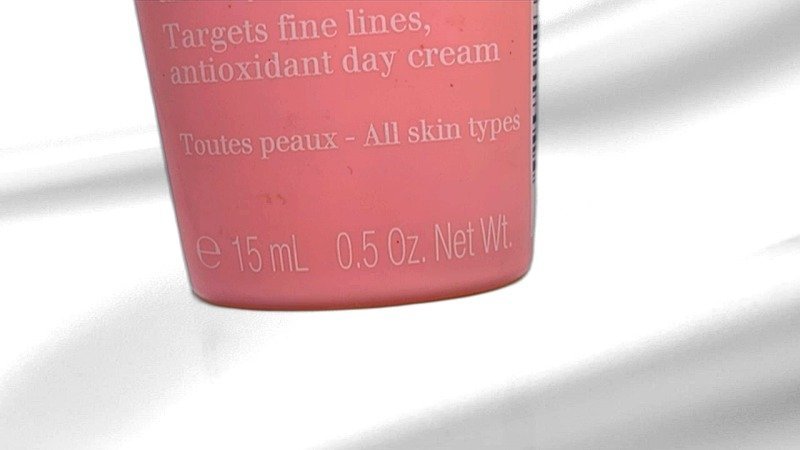 Targets fine lines,
antioxidant day cream
Toutes peaux - All skin types
℮ 15 mL 0.5 Oz. Net Wt.